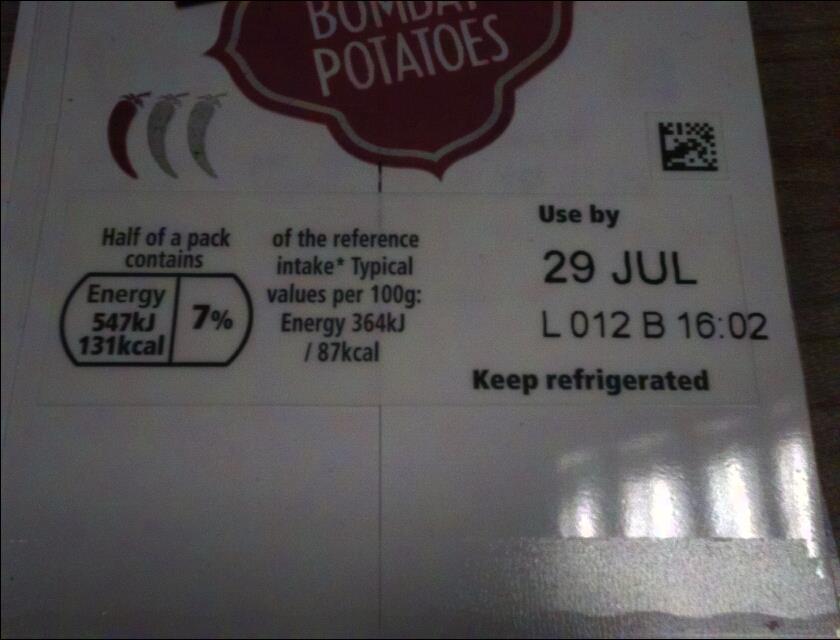 BOMBAY
POTATOES
Half of a pack
contains
Energy
547kJ
131kcal
7%
of the reference
intake* Typical
values per 100g:
Energy 364kJ
/ 87kcal
Use by
29 JUL
L 012 B 16:02
Keep refrigerated